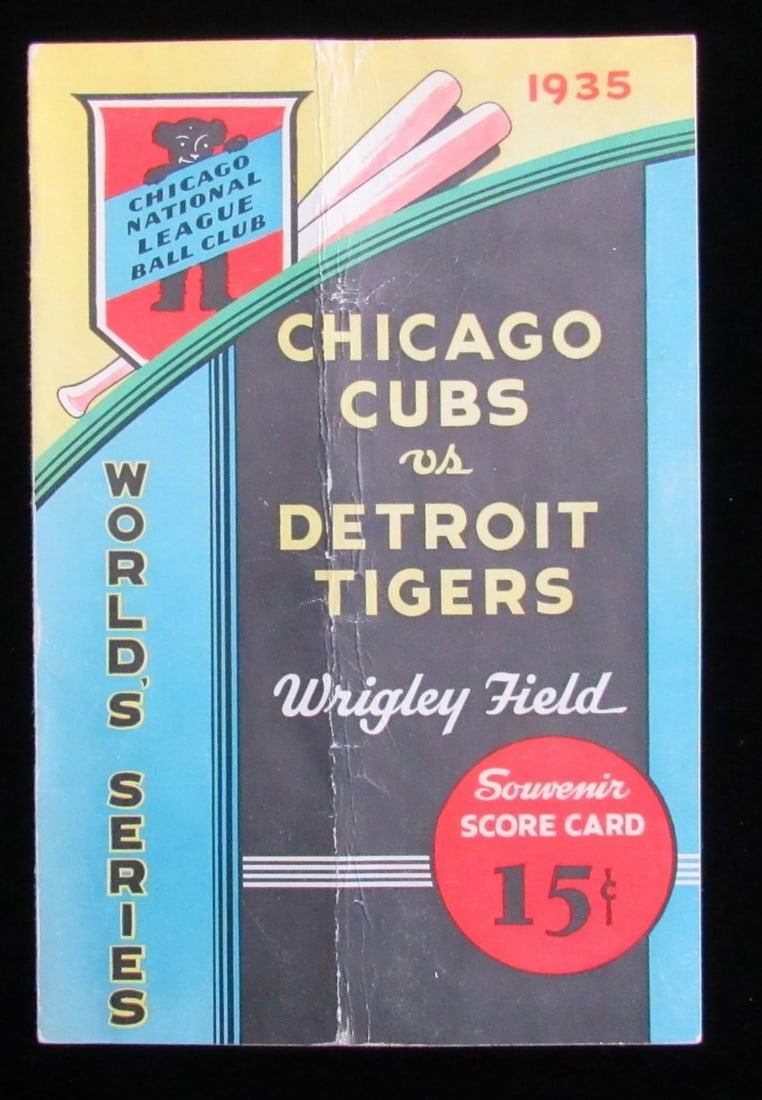 1935
CHICAGO
NATIONAL
LEAGUE
BALL CLUB
CHICAGO
CUBS
vs
DETROIT
TIGERS
Wrigley Field
WORLD'S SERIES
Souvenir
SCORE CARD
15¢